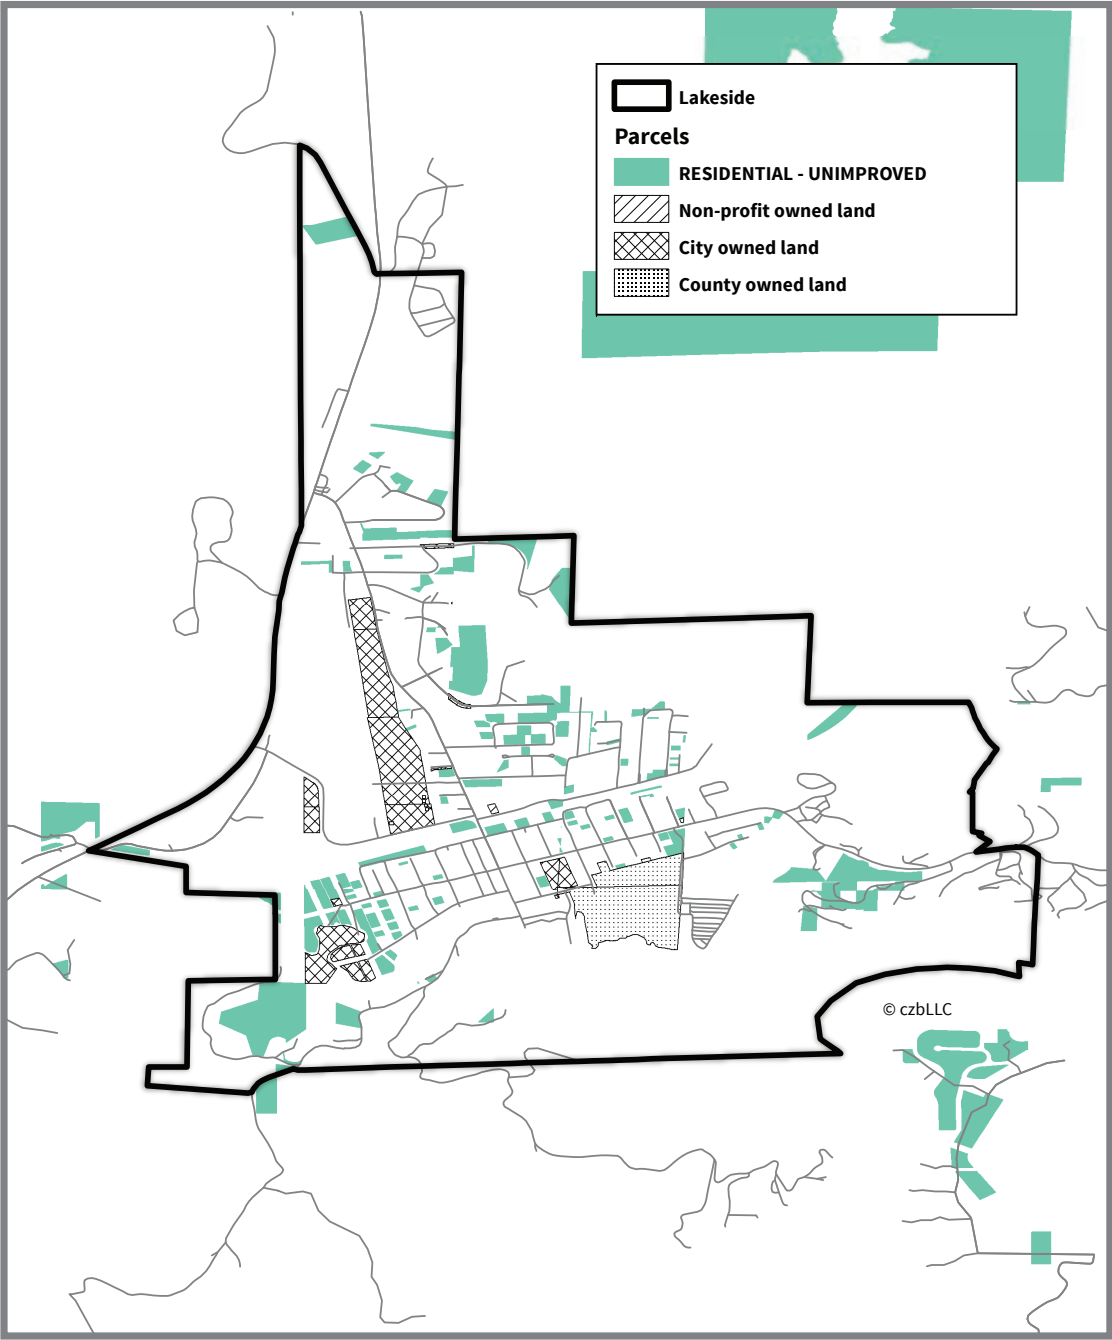 Lakeside
Parcels
RESIDENTIAL - UNIMPROVED
Non-profit owned land
City owned land
County owned land
© czbLLC